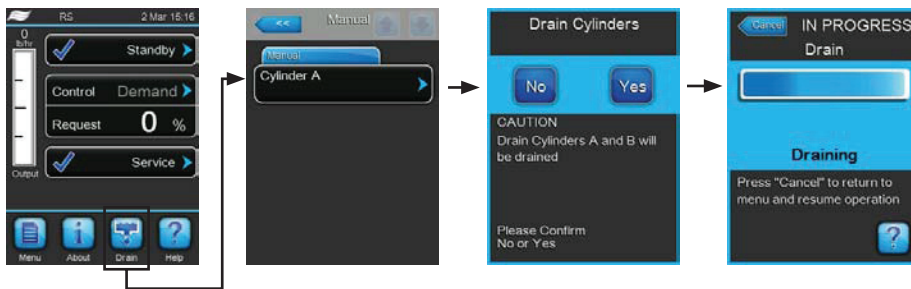 RS 2 Mar 15:16
0
lb/hr
Standby
Control Demand
Request 0 %
Service
Output
Menu About Drain Help
<< Manual
Manual
Cylinder A
Drain Cylinders
No Yes
CAUTION
Drain Cylinders A and B will
be drained
Please Confirm
No or Yes
Cancel IN PROGRESS
Drain
Draining
Press "Cancel" to return to
menu and resume operation
?